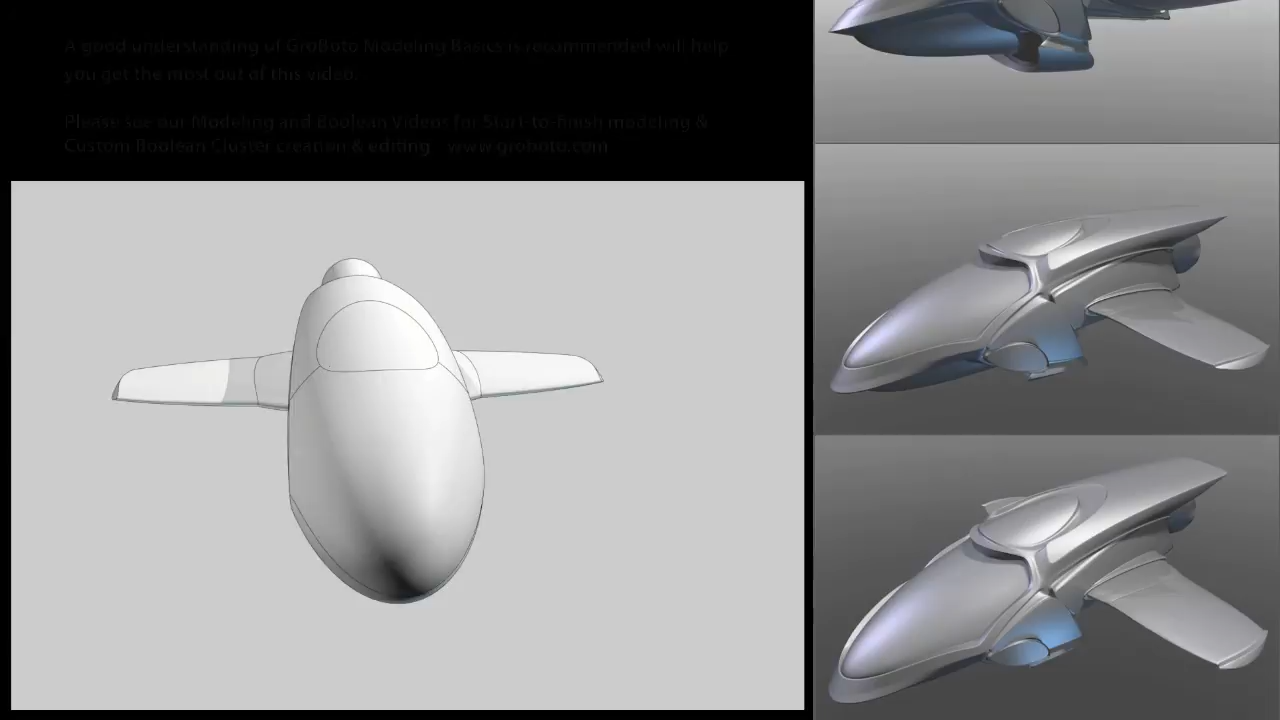 A good understanding of GroBoto Modeling Basics is recommended will help
you get the most out of this video.
Please see our Modeling and Boolean Videos for Start-to-finish modeling &
Custom Boolean Cluster creation & editing www.groboto.com